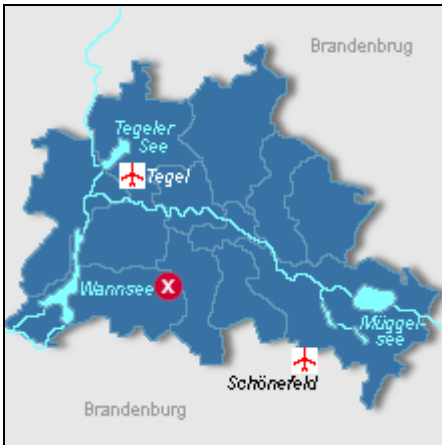 Brandenbrug
Tegeler
See
Tegel
Wannsee X
Müggel-
see
Schönefeld
Brandenburg